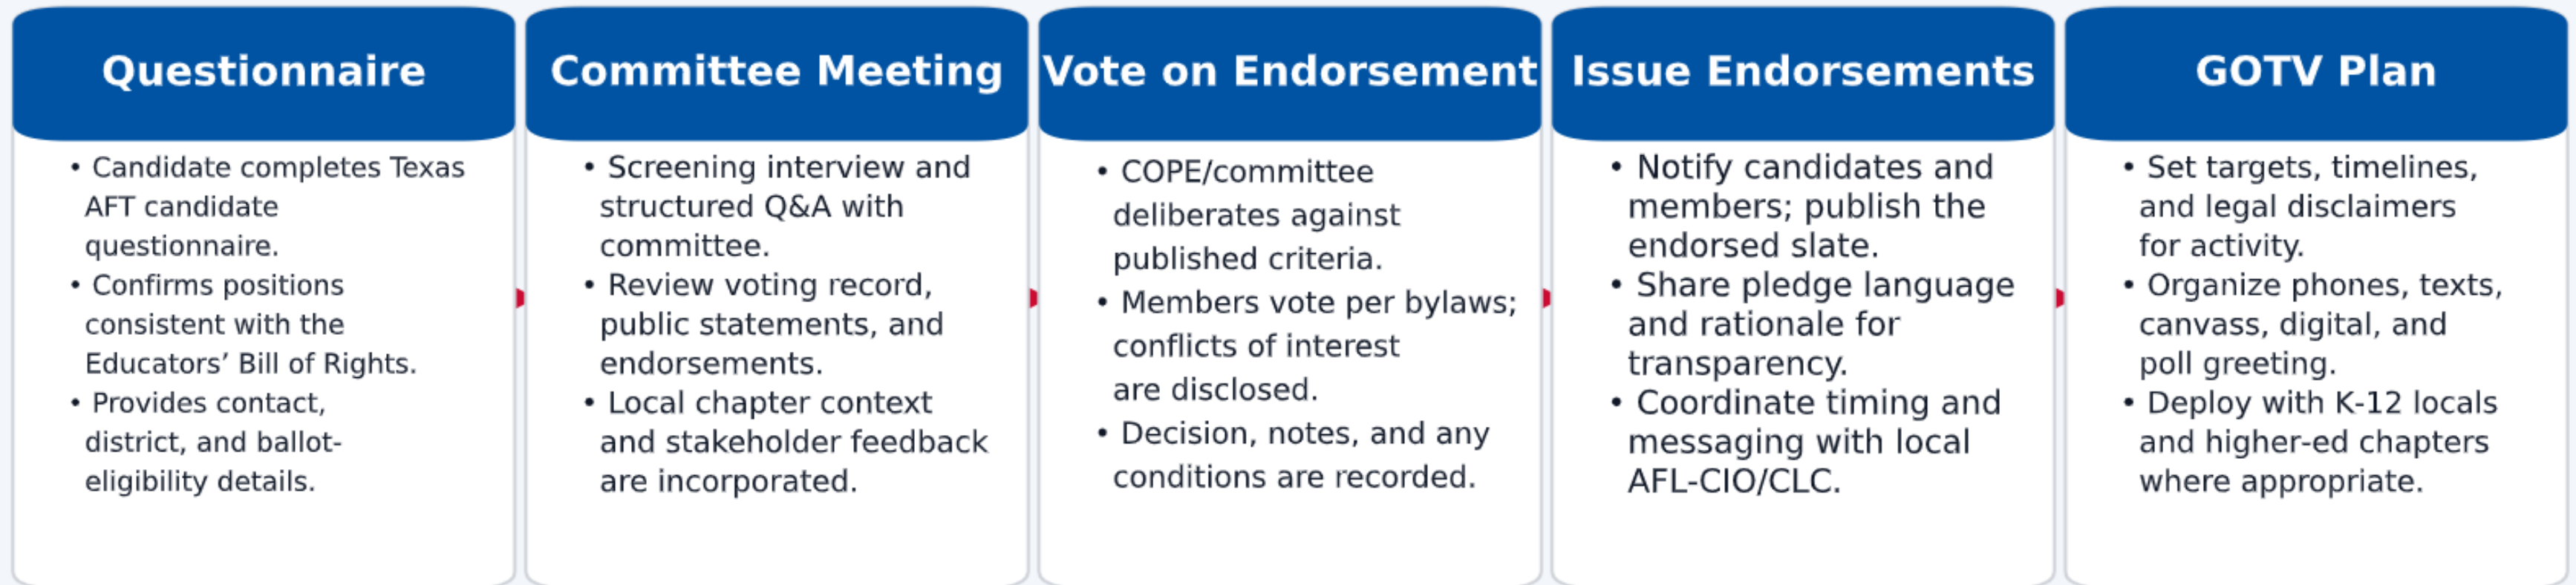 Questionnaire
• Candidate completes Texas
AFT candidate
questionnaire.
• Confirms positions
consistent with the
Educators’ Bill of Rights.
• Provides contact,
district, and ballot-
eligibility details.
Committee Meeting
• Screening interview and
structured Q&A with
committee.
• Review voting record,
public statements, and
endorsements.
• Local chapter context
and stakeholder feedback
are incorporated.
Vote on Endorsement
• COPE/committee
deliberates against
published criteria.
• Members vote per bylaws;
conflicts of interest
are disclosed.
• Decision, notes, and any
conditions are recorded.
Issue Endorsements
• Notify candidates and
members; publish the
endorsed slate.
• Share pledge language
and rationale for
transparency.
• Coordinate timing and
messaging with local
AFL-CIO/CLC.
GOTV Plan
• Set targets, timelines,
and legal disclaimers
for activity.
• Organize phones, texts,
canvass, digital, and
poll greeting.
• Deploy with K-12 locals
and higher-ed chapters
where appropriate.